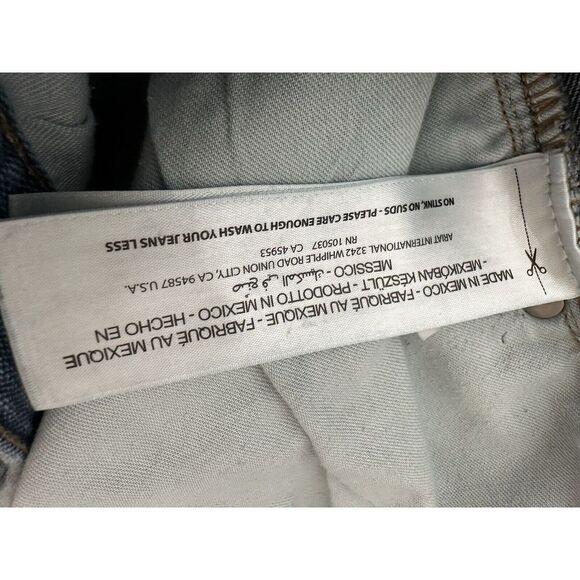 MADE IN MEXICO - FABRIQUÉ AU MEXIQUE - FABRIQUÉ AU MEXIQUE
- MEXIKÓBAN KÉSZÜLT - PRODOTTO IN MEXICO - HECHO EN
MESSICO - صنع في المكسيك
ARIAT INTERNATIONAL 3242 WHIPPLE ROAD UNION CITY, CA 94587 U.S.A.
RN 105037 CA 45953
NO STINK, NO SUDS - PLEASE CARE ENOUGH TO WASH YOUR JEANS LESS